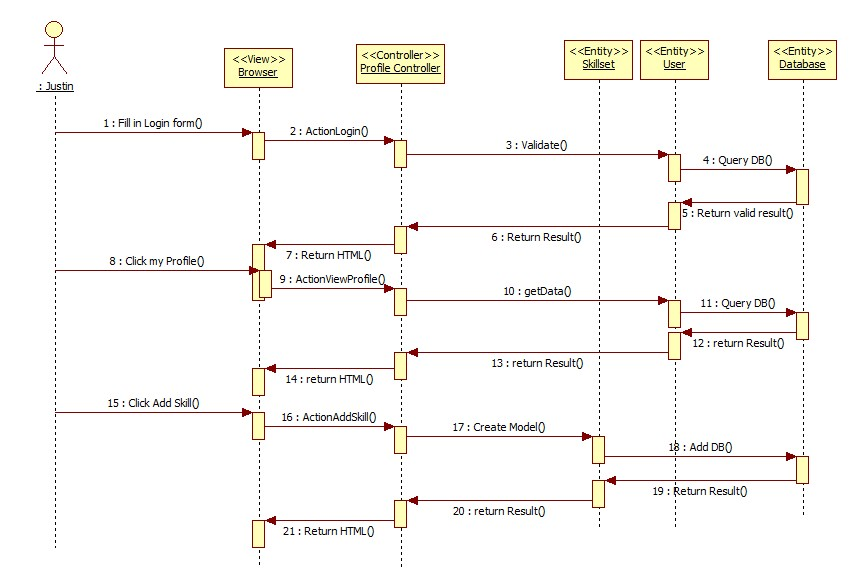 <<View>>
Browser
<<Controller>>
Profile Controller
<<Entity>>
Skillset
<<Entity>>
User
<<Entity>>
Database
: Justin
1 : Fill in Login form()
2 : ActionLogin()
3 : Validate()
4 : Query DB()
5 : Return valid result()
6 : Return Result()
7 : Return HTML()
8 : Click my Profile()
9 : ActionViewProfile()
10 : getData()
11 : Query DB()
12 : return Result()
13 : return Result()
14 : return HTML()
15 : Click Add Skill()
16 : ActionAddSkill()
17 : Create Model()
18 : Add DB()
19 : Return Result()
20 : return Result()
21 : Return HTML()